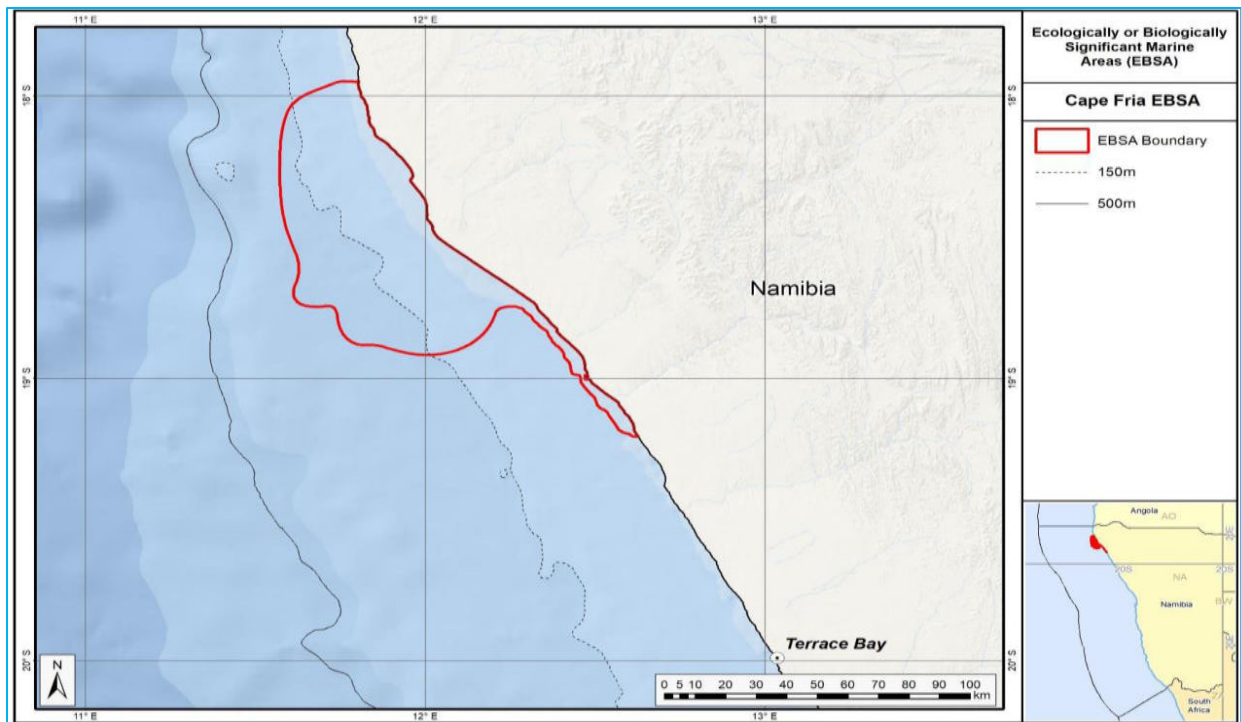 11° E
12° E
13° E
18° S
18° S
19° S
19° S
20° S
20° S
Namibia
Terrace Bay
N
0 5 10 20 30 40 50 60 70 80 90 100
km
11° E
12° E
13° E
Ecologically or Biologically
Significant Marine
Areas (EBSA)
Cape Fria EBSA
EBSA Boundary
150m
500m
Angola
AO
20S
20S
NA
BW
Namibia
South
Africa